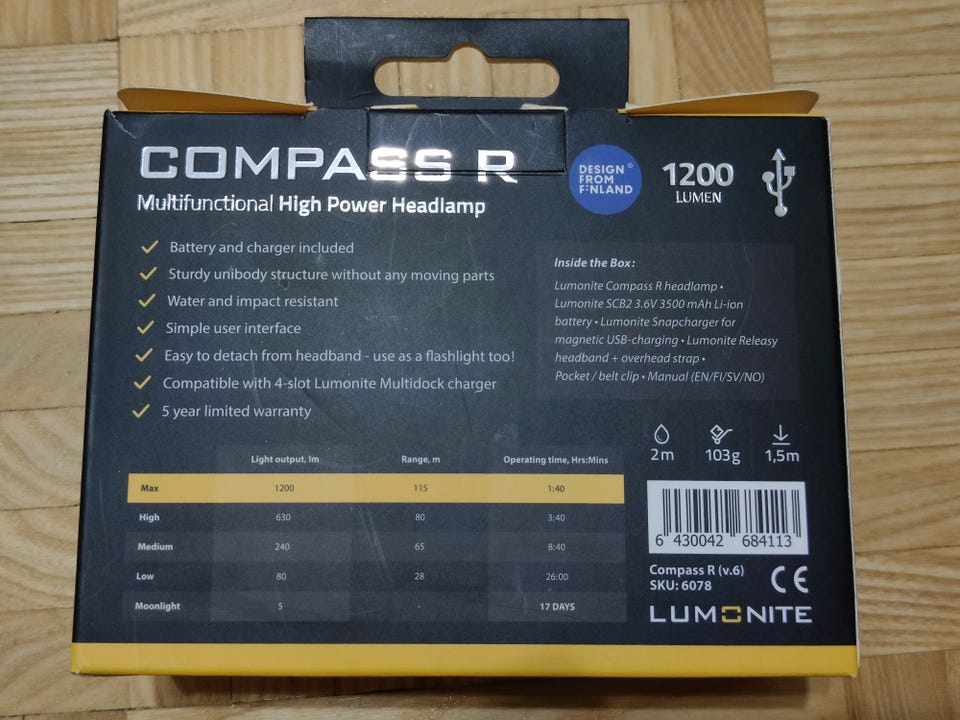 COMPASS R
Multifunctional High Power Headlamp
DESIGN
FROM
FINLAND
1200
LUMEN
Battery and charger included
Sturdy unibody structure without any moving parts
Water and impact resistant
Simple user interface
Easy to detach from headband - use as a flashlight too!
Compatible with 4-slot Lumonite Multidock charger
5 year limited warranty
Inside the Box:
Lumonite Compass R headlamp •
Lumonite SCB2 3.6V 3500 mAh Li-ion
battery • Lumonite Snapcharger for
magnetic USB-charging • Lumonite Releasy
headband + overhead strap •
Pocket / belt clip • Manual (EN/FI/SV/NO)
2m 103g 1,5m
Light output, lm Range, m Operating time, Hrs:Mins
Max 1200 115 1:40
High 630 80 3:40
Medium 240 65 8:40
Low 80 28 26:00
Moonlight 5 - 17 DAYS
6 430042 684113
Compass R (v.6)
SKU: 6078
CE
LUMONITE